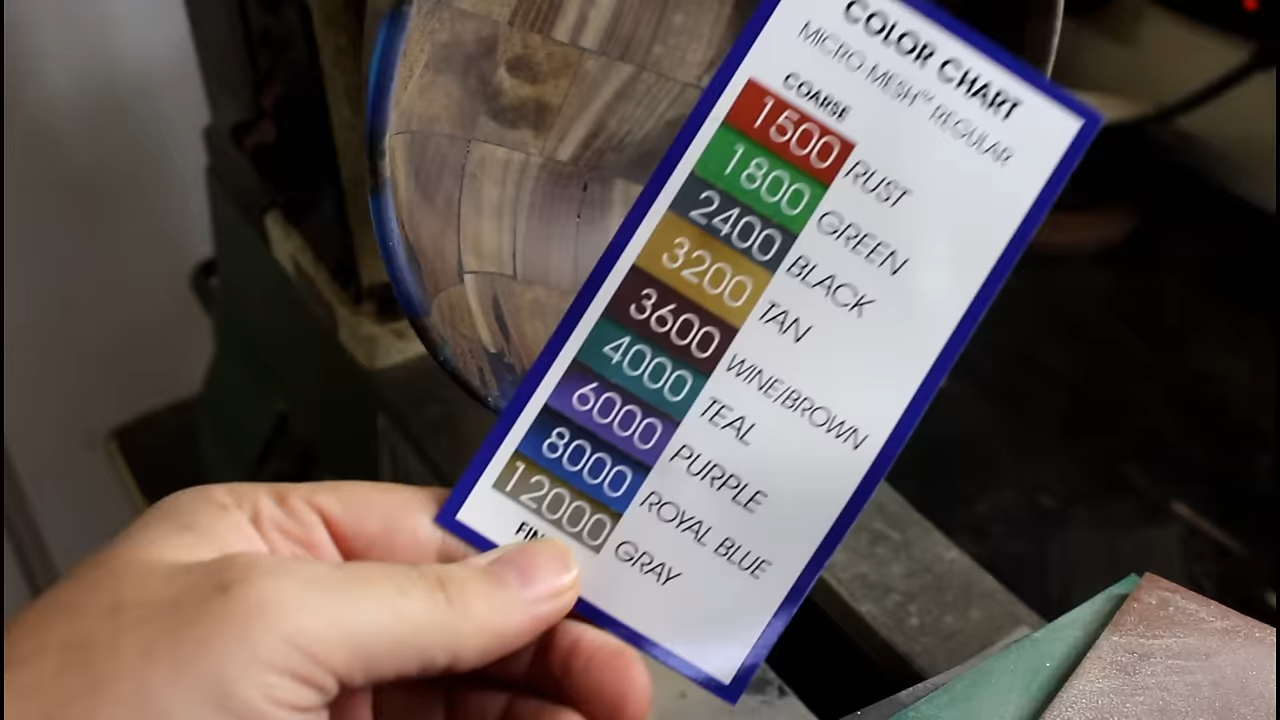 COLOR CHART
MICRO MESH™ REGULAR
COARSE
1500 RUST
1800 GREEN
2400 BLACK
3200 TAN
3600 WINE/BROWN
4000 TEAL
6000 PURPLE
8000 ROYAL BLUE
12000 GRAY
FIN